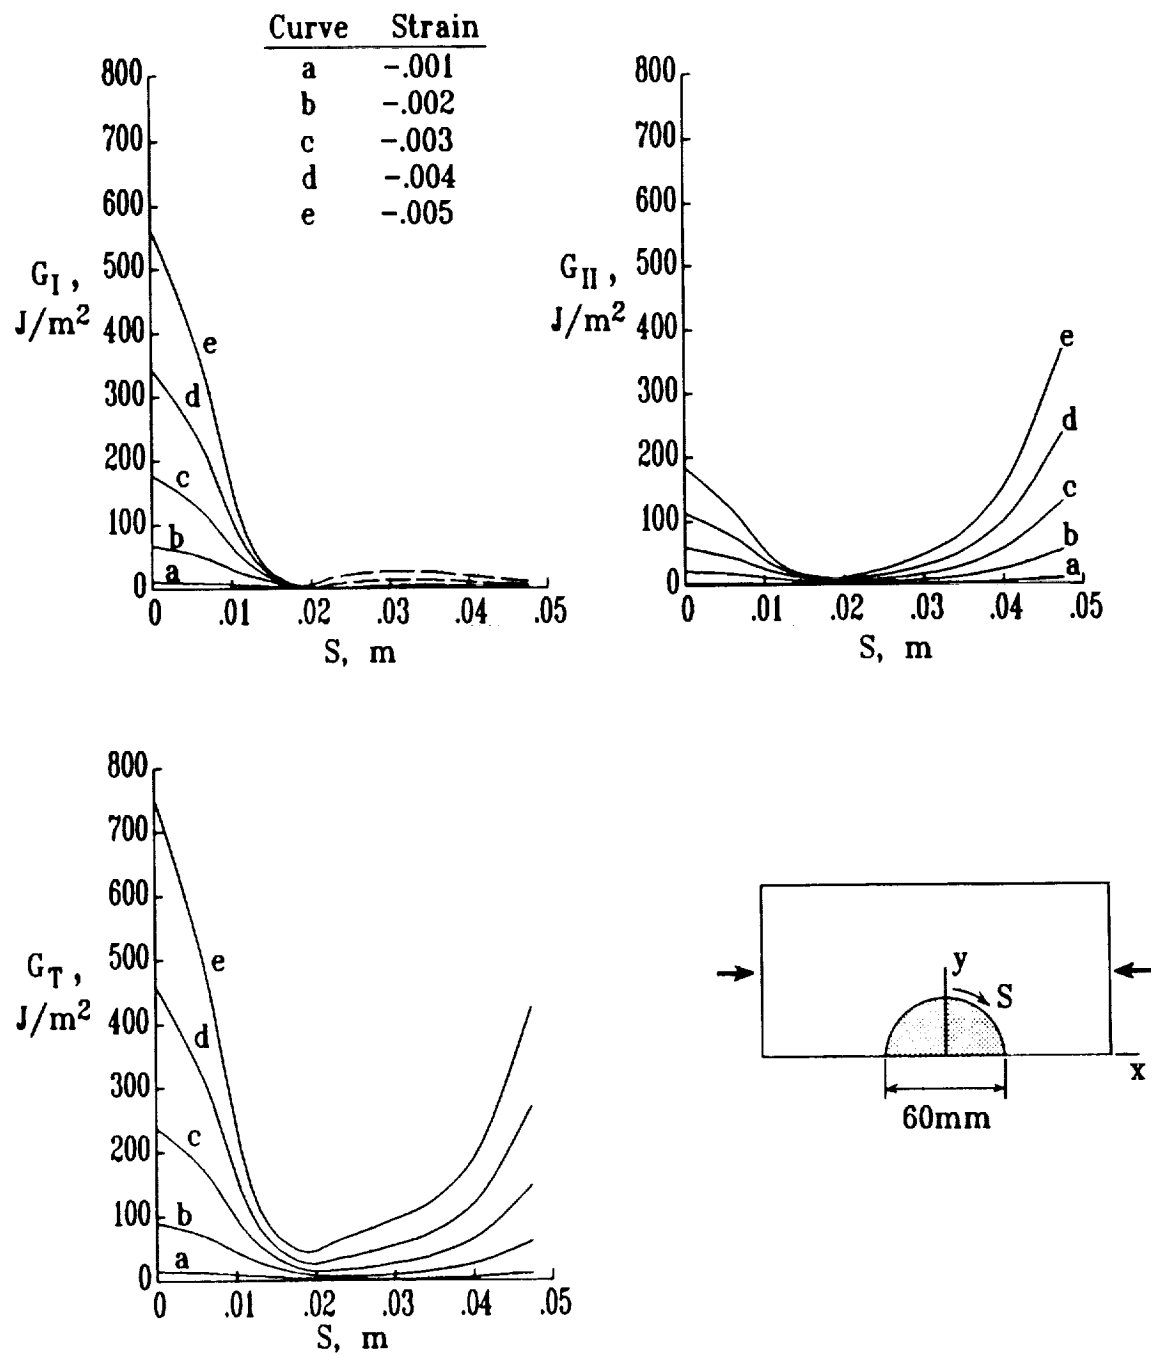 Curve Strain
a -.001
b -.002
c -.003
d -.004
e -.005
800
700
600
500
400
300
200
100
0
G_I ,
J/m²
e
d
c
b
a
0 .01 .02 .03 .04 .05
S, m
800
700
600
500
400
300
200
100
0
G_II ,
J/m²
e
d
c
b
a
0 .01 .02 .03 .04 .05
S, m
800
700
600
500
400
300
200
100
0
G_T ,
J/m²
e
d
c
b
a
0 .01 .02 .03 .04 .05
S, m
y
S
x
60mm